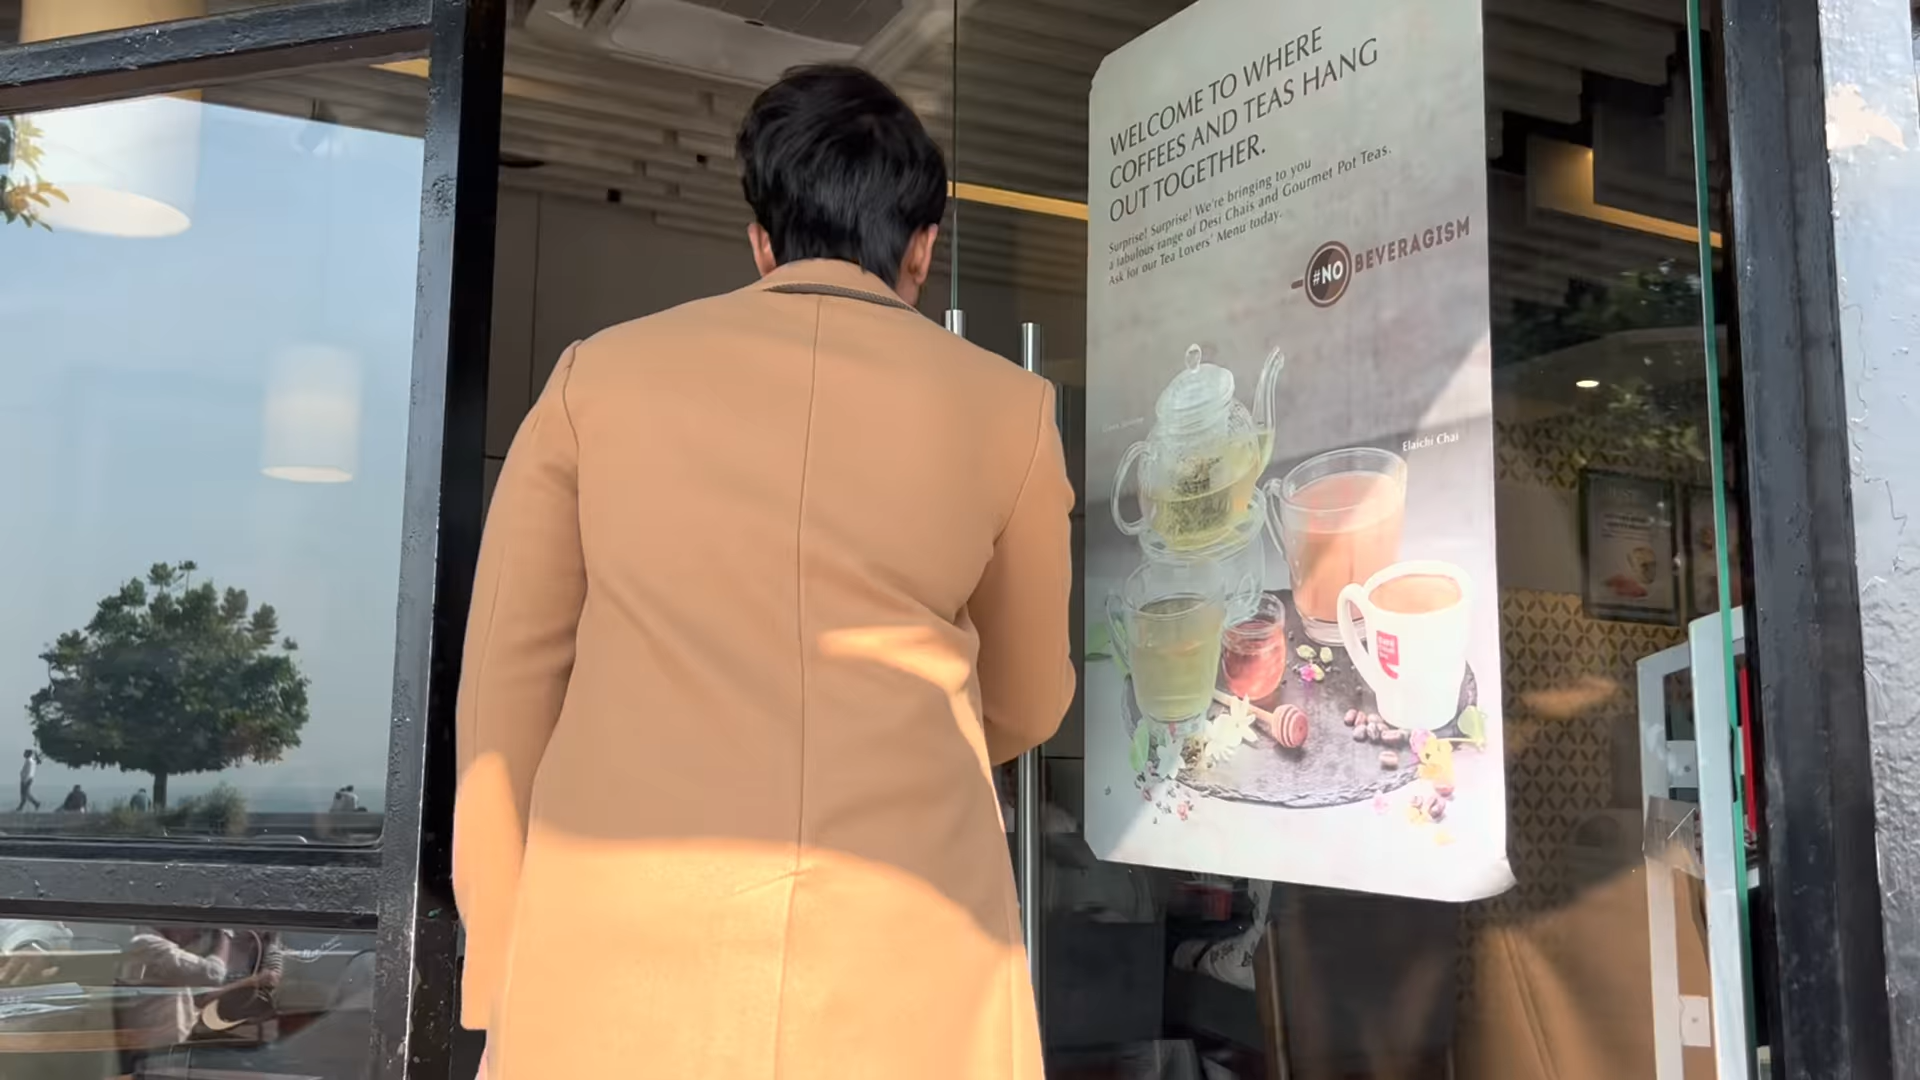 WELCOME TO WHERE
COFFEES AND TEAS HANG
OUT TOGETHER.
Surprise! Surprise! We're bringing to you
a fabulous range of Desi Chais and Gourmet Pot Teas.
Ask for our Tea Lovers' Menu today.
#NO BEVERAGISM
Elaichi Chai